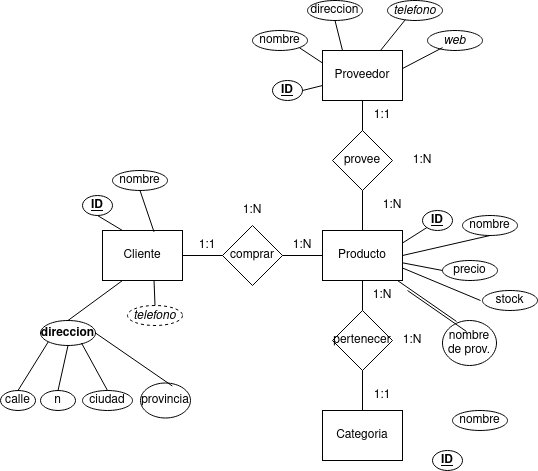 direccion
telefono
nombre
web
Proveedor
ID
1:1
provee
1:N
nombre
ID
1:N
1:N
ID
nombre
Cliente
1:1
comprar
1:N
Producto
precio
1:N
stock
telefono
direccion
pertenecer
1:N
nombre
de prov.
calle
n
ciudad
provincia
1:1
nombre
Categoria
ID